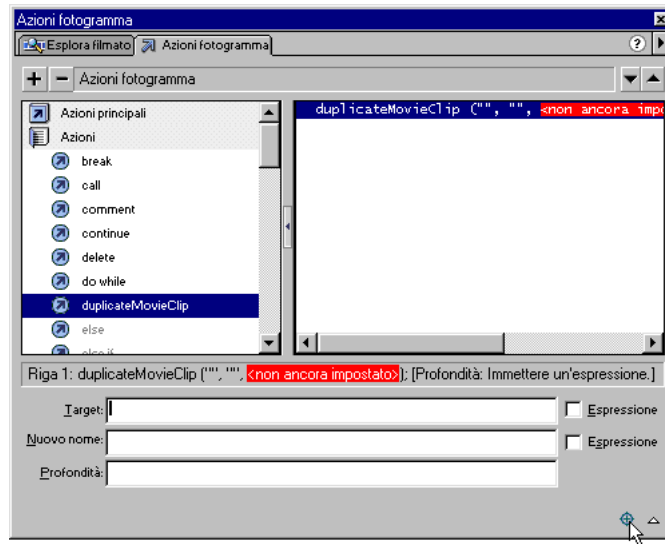 Azioni fotogramma
Esplora filmato Azioni fotogramma ?
+ - Azioni fotogramma
Azioni principali
Azioni
break
call
comment
continue
delete
do while
duplicateMovieClip
else
else if
duplicateMovieClip ("", "", <non ancora impo
Riga 1: duplicateMovieClip ("", "", <non ancora impostato>); [Profondità: Immettere un'espressione.]
Target: Espressione
Nuovo nome: Espressione
Profondità: